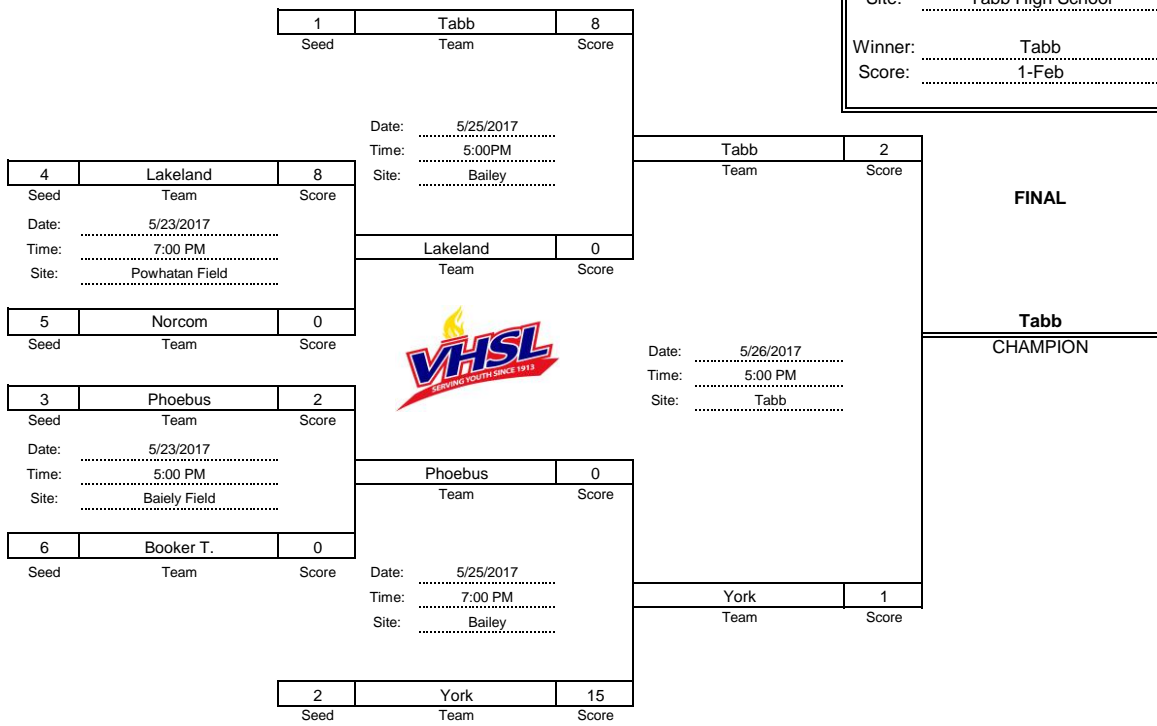 Site: Tabb High School
1 Tabb 8
Seed Team Score
Winner: Tabb
Score: 1-Feb
Date: 5/25/2017
Time: 5:00PM
Site: Bailey
Tabb 2
Team Score
4 Lakeland 8
Seed Team Score
FINAL
Date: 5/23/2017
Time: 7:00 PM
Site: Powhatan Field
Lakeland 0
Team Score
5 Norcom 0
Seed Team Score
VHSL
SERVING YOUTH SINCE 1913
Tabb
CHAMPION
Date: 5/26/2017
Time: 5:00 PM
Site: Tabb
3 Phoebus 2
Seed Team Score
Date: 5/23/2017
Time: 5:00 PM
Site: Baiely Field
Phoebus 0
Team Score
6 Booker T. 0
Seed Team Score
Date: 5/25/2017
Time: 7:00 PM
Site: Bailey
York 1
Team Score
2 York 15
Seed Team Score